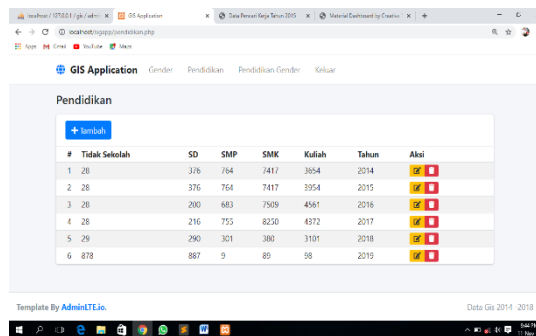 localhost / 127.0.0.1 / gis / admin
GIS Application
Data Pencari Kerja Tahun 2015
Material Dashboard by Creative
localhost/gisapp/pendidikan.php
Apps
Gmail
YouTube
Maps
GIS Application
Gender
Pendidikan
Pendidikan Gender
Keluar
Pendidikan
+ Tambah
# Tidak Sekolah SD SMP SMK Kuliah Tahun Aksi
1 28 376 764 7417 3654 2014
2 28 376 764 7417 3954 2015
3 28 200 683 7509 4561 2016
4 28 216 755 8250 4372 2017
5 29 290 301 380 3101 2018
6 878 887 9 89 98 2019
Template By AdminLTE.io.
Data Gis 2014 2018